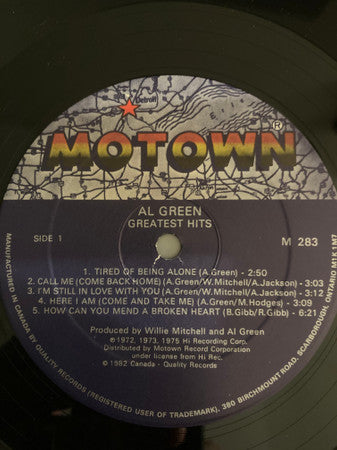 Detroit
Erie
MOTOWN®
AL GREEN
GREATEST HITS
SIDE 1
M 283
1. TIRED OF BEING ALONE (A.Green) - 2:50
2. CALL ME (COME BACK HOME) (A.Green/W.Mitchell/A.Jackson) - 3:03
3. I'M STILL IN LOVE WITH YOU (A.Green/W.Mitchell/A.Jackson) - 3:12
4. HERE I AM (COME AND TAKE ME) (A.Green/M.Hodges) - 3:09
5. HOW CAN YOU MEND A BROKEN HEART (B.Gibb/R.Gibb) - 6:21
Produced by Willie Mitchell and Al Green
℗1972, 1973, 1975 Hi Recording Corp.
Distributed by Motown Record Corporation
under license from Hi Rec.
© 1982 Canada - Quality Records
MANUFACTURED IN CANADA BY QUALITY RECORDS (REGISTERED USER OF TRADEMARK), 380 BIRCHMOUNT ROAD, SCARBOROUGH, ONTARIO M1K 1M7